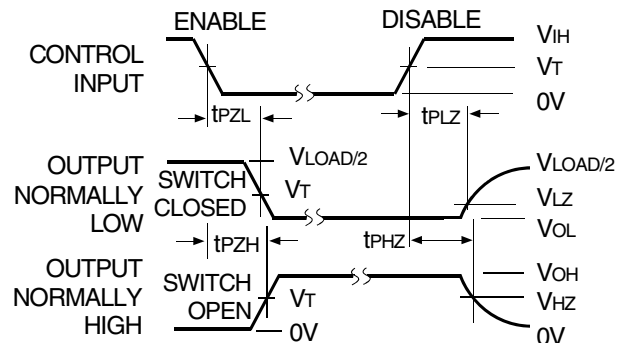 ENABLE DISABLE
CONTROL INPUT
VIH
VT
0V
tPZL
tPLZ
OUTPUT NORMALLY LOW
SWITCH CLOSED
VLOAD/2
VT
VLOAD/2
VLZ
VOL
tPZH
tPHZ
OUTPUT NORMALLY HIGH
SWITCH OPEN
VT
0V
VOH
VHZ
0V